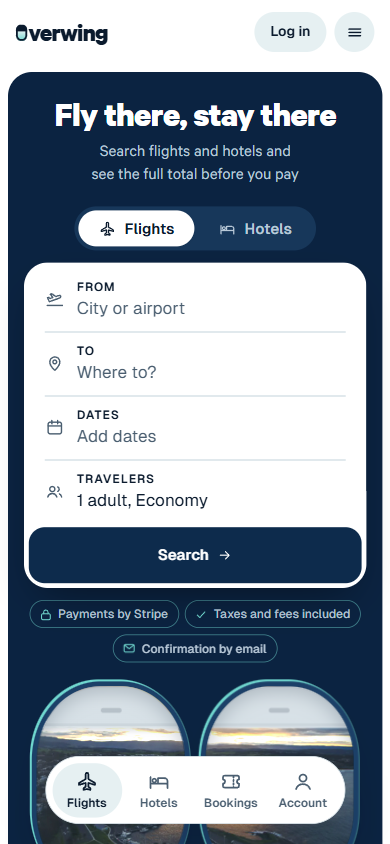 Overwing
Log in
Fly there, stay there
Search flights and hotels and
see the full total before you pay
Flights
Hotels
FROM
City or airport
TO
Where to?
DATES
Add dates
TRAVELERS
1 adult, Economy
Search →
Payments by Stripe
Taxes and fees included
Confirmation by email
Flights
Hotels
Bookings
Account